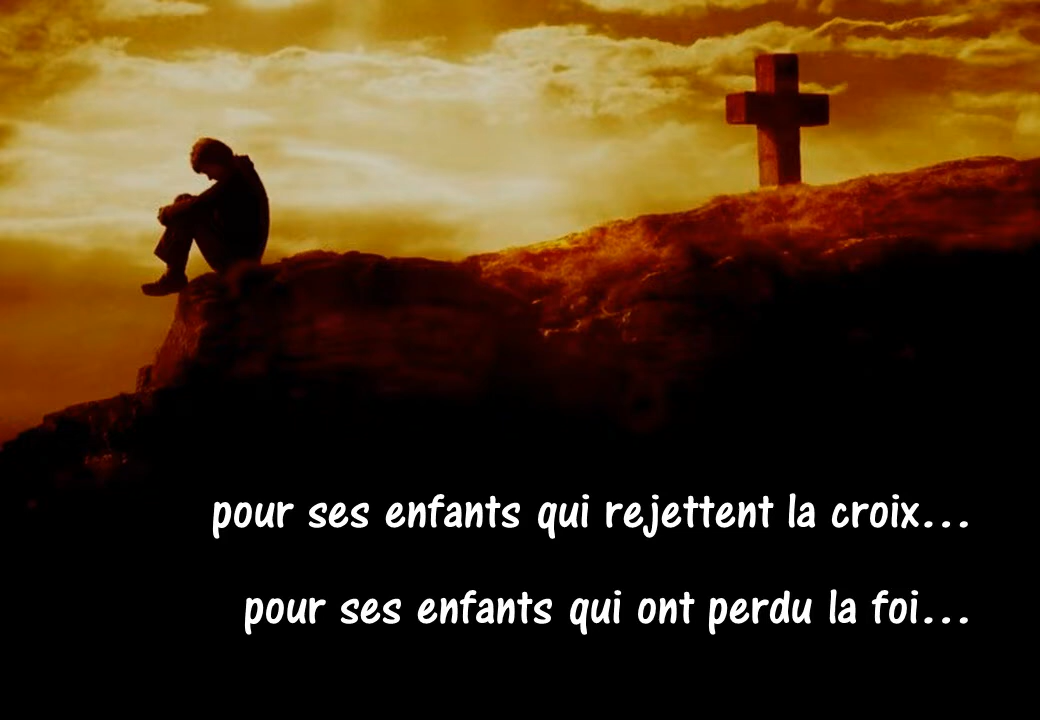 pour ses enfants qui rejettent la croix...
pour ses enfants qui ont perdu la foi...